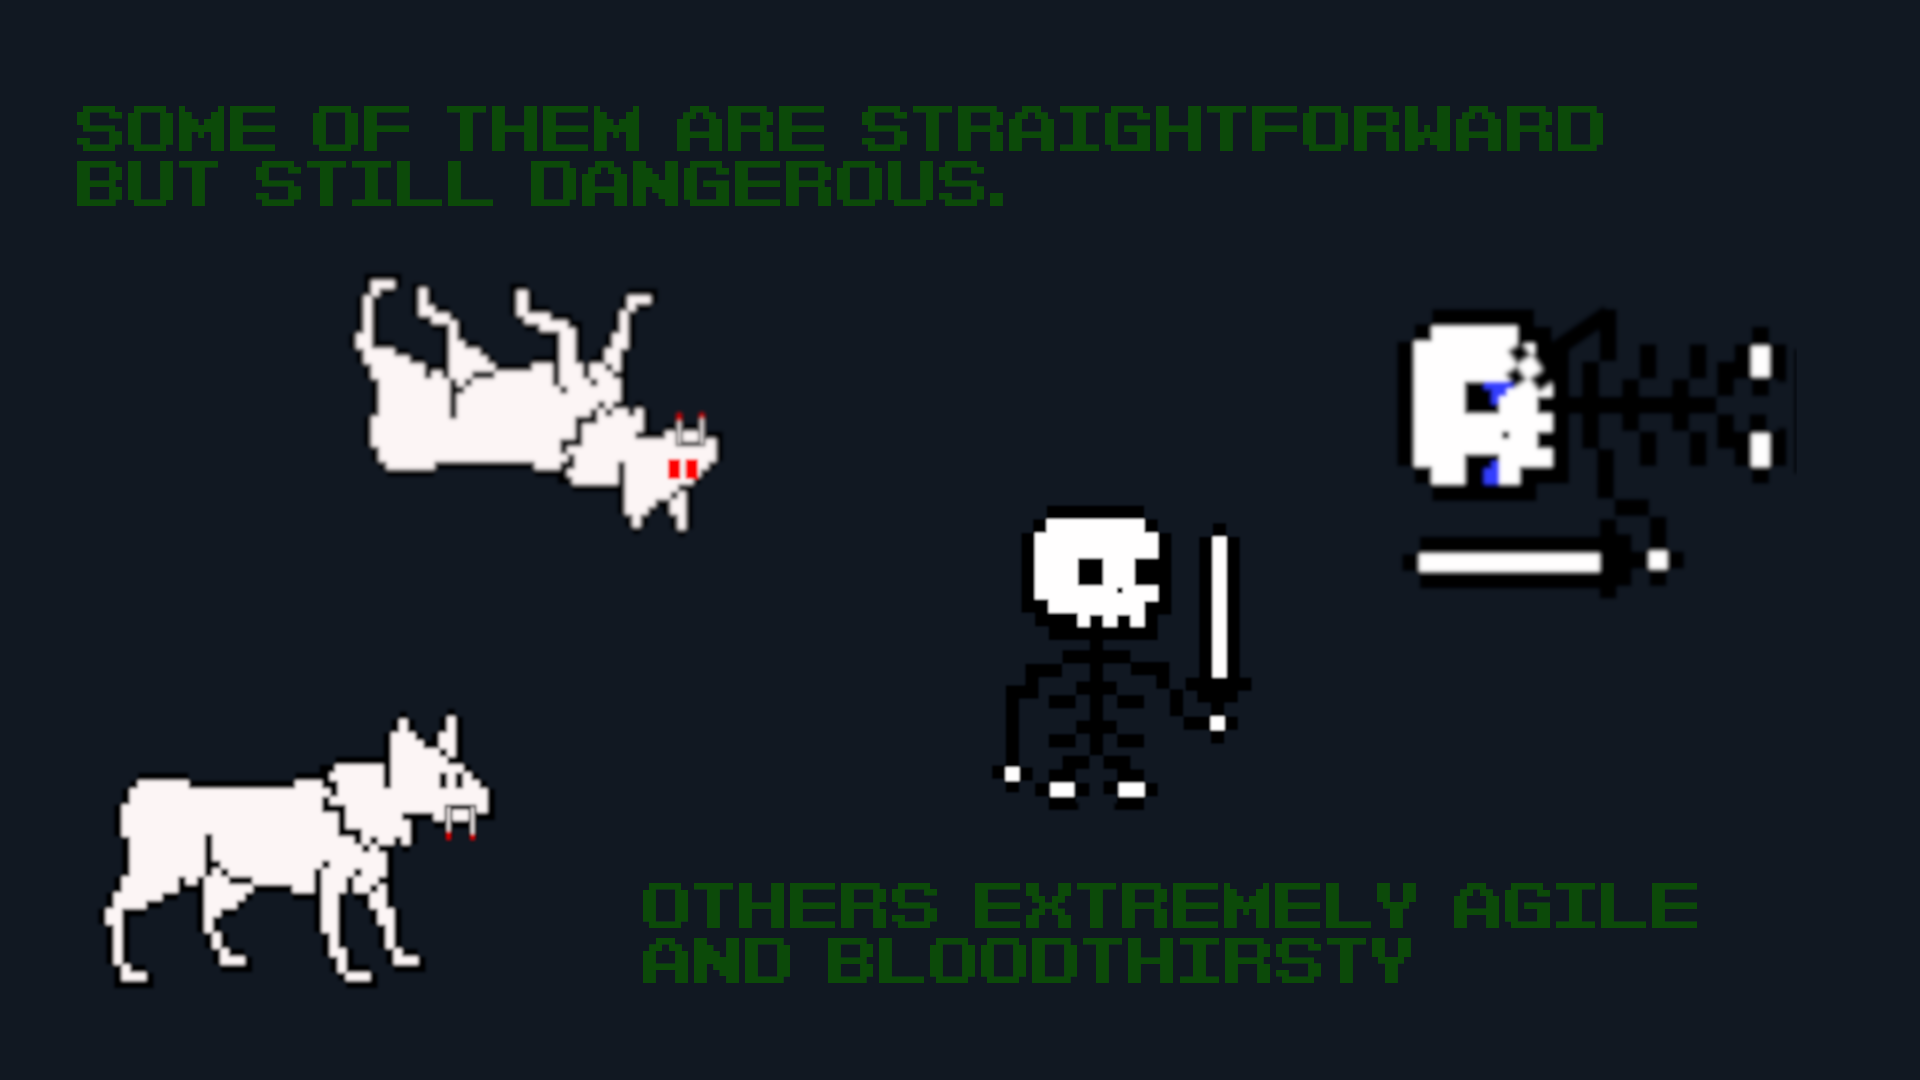 SOME OF THEM ARE STRAIGHTFORWARD
BUT STILL DANGEROUS.
OTHERS EXTREMELY AGILE
AND BLOODTHIRSTY